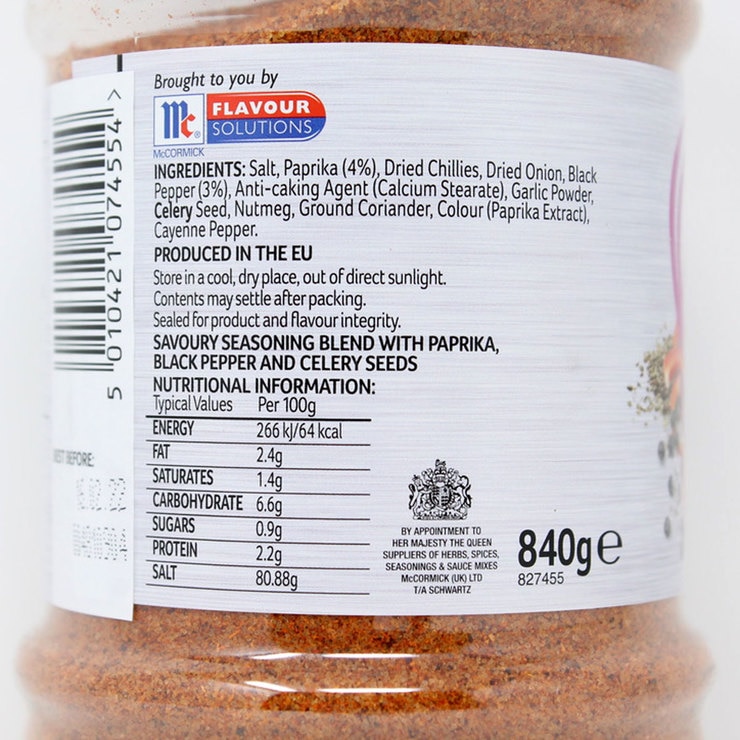 Brought to you by
Mc®
FLAVOUR
SOLUTIONS
McCORMICK
INGREDIENTS: Salt, Paprika (4%), Dried Chillies, Dried Onion, Black
Pepper (3%), Anti-caking Agent (Calcium Stearate), Garlic Powder,
Celery Seed, Nutmeg, Ground Coriander, Colour (Paprika Extract),
Cayenne Pepper.
PRODUCED IN THE EU
Store in a cool, dry place, out of direct sunlight.
Contents may settle after packing.
Sealed for product and flavour integrity.
SAVOURY SEASONING BLEND WITH PAPRIKA,
BLACK PEPPER AND CELERY SEEDS
NUTRITIONAL INFORMATION:
Typical Values Per 100g
ENERGY 266 kJ/64 kcal
FAT 2.4g
SATURATES 1.4g
CARBOHYDRATE 6.6g
SUGARS 0.9g
PROTEIN 2.2g
SALT 80.88g
BY APPOINTMENT TO
HER MAJESTY THE QUEEN
SUPPLIERS OF HERBS, SPICES,
SEASONINGS & SAUCE MIXES
McCORMICK (UK) LTD
T/A SCHWARTZ
840g e
827455
5 010421 074554 >
BEFORE: